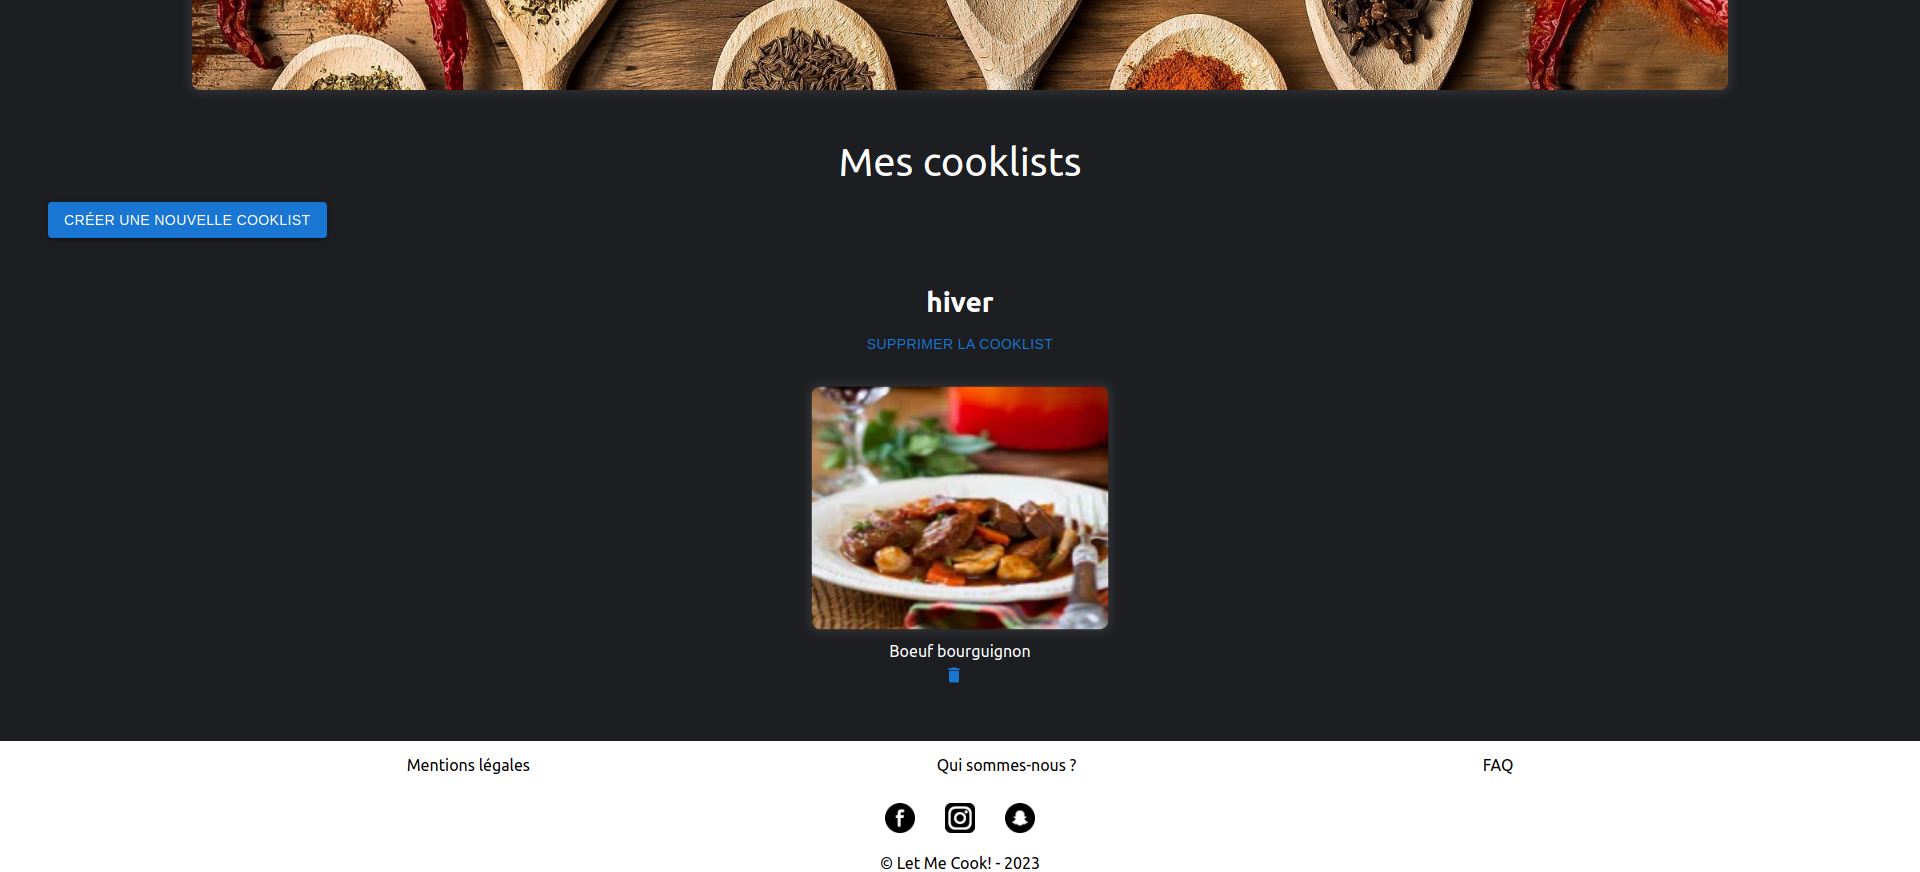 Mes cooklists
CRÉER UNE NOUVELLE COOKLIST
hiver
SUPPRIMER LA COOKLIST
Boeuf bourguignon
Mentions légales
Qui sommes-nous ?
FAQ
© Let Me Cook! - 2023